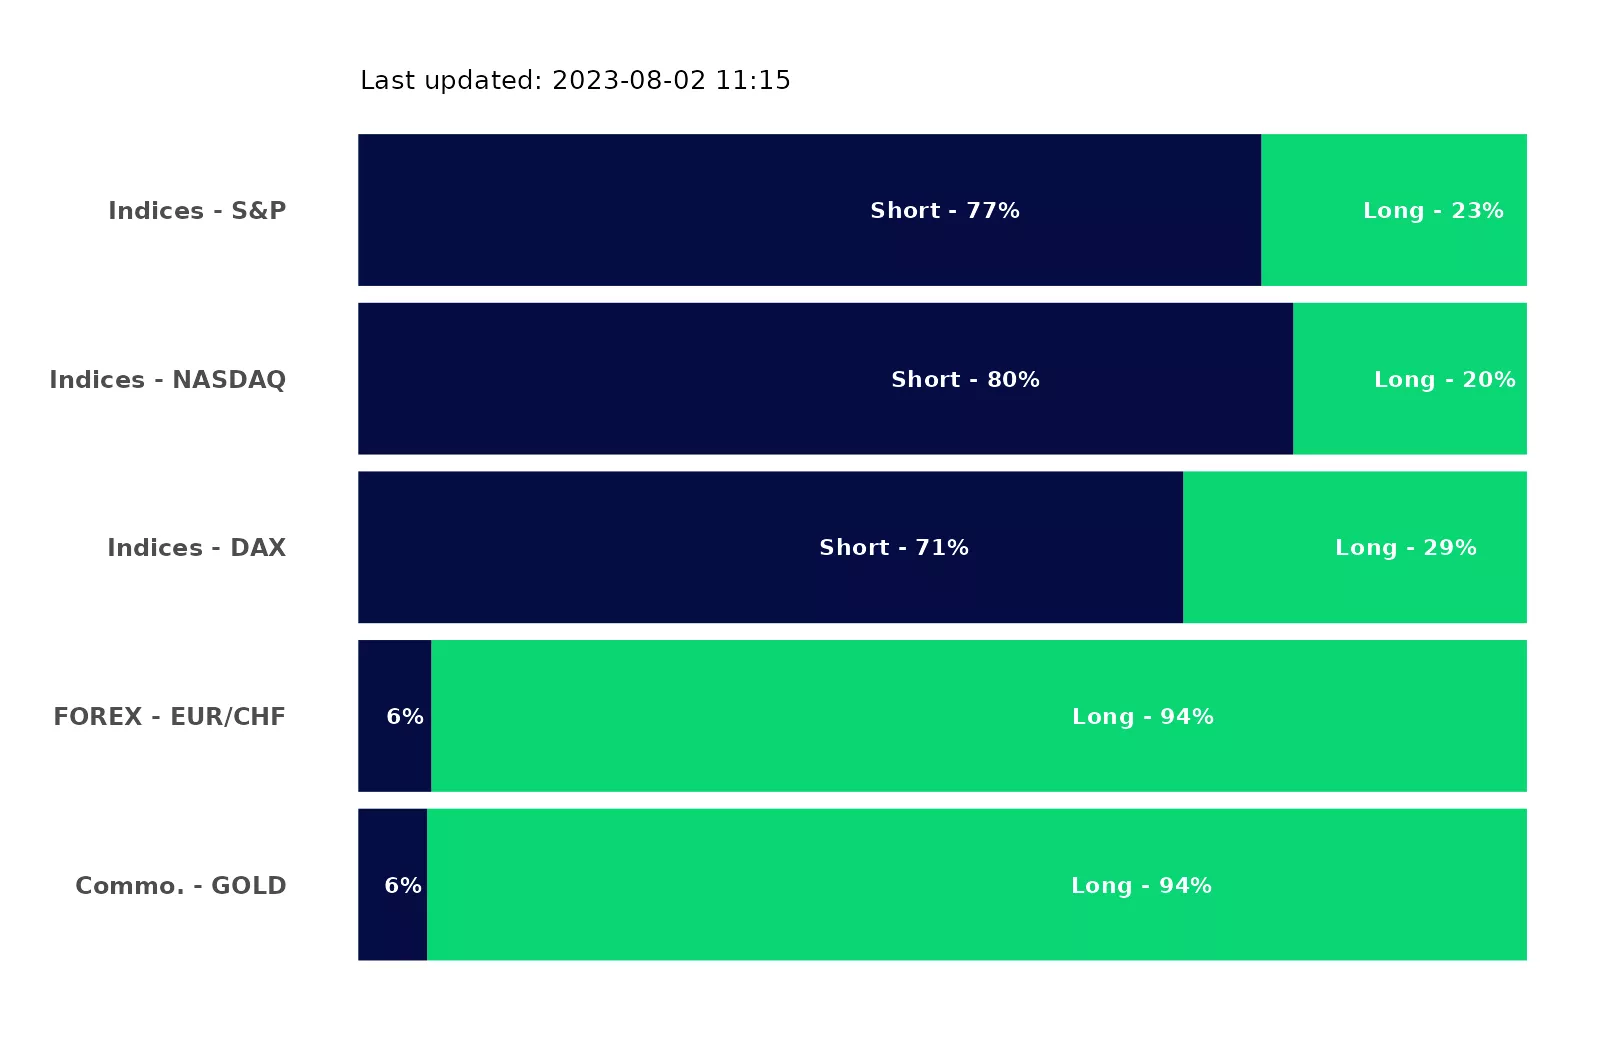 Last updated: 2023-08-02 11:15
Indices - S&P Short - 77% Long - 23%
Indices - NASDAQ Short - 80% Long - 20%
Indices - DAX Short - 71% Long - 29%
FOREX - EUR/CHF 6% Long - 94%
Commo. - GOLD 6% Long - 94%